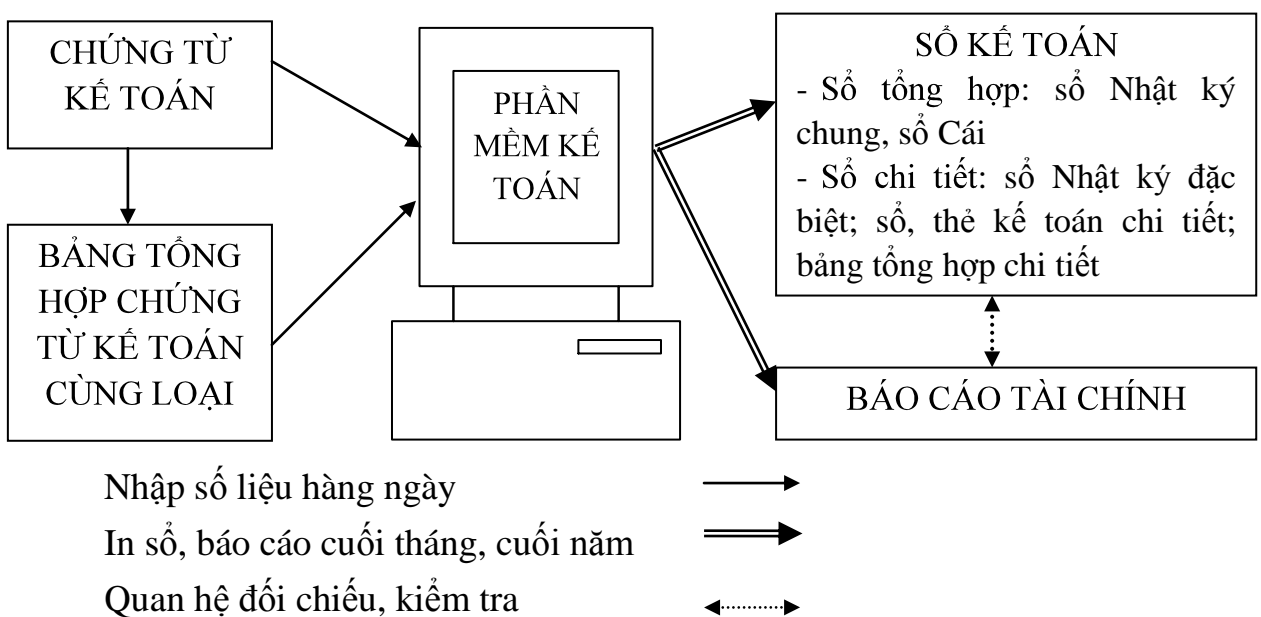 CHỨNG TỪ
KẾ TOÁN
BẢNG TỔNG
HỢP CHỨNG
TỪ KẾ TOÁN
CÙNG LOẠI
PHẦN
MỀM KẾ
TOÁN
SỔ KẾ TOÁN
- Sổ tổng hợp: sổ Nhật ký
chung, sổ Cái
- Sổ chi tiết: sổ Nhật ký đặc
biệt; sổ, thẻ kế toán chi tiết;
bảng tổng hợp chi tiết
BÁO CÁO TÀI CHÍNH
Nhập số liệu hàng ngày
In sổ, báo cáo cuối tháng, cuối năm
Quan hệ đối chiếu, kiểm tra